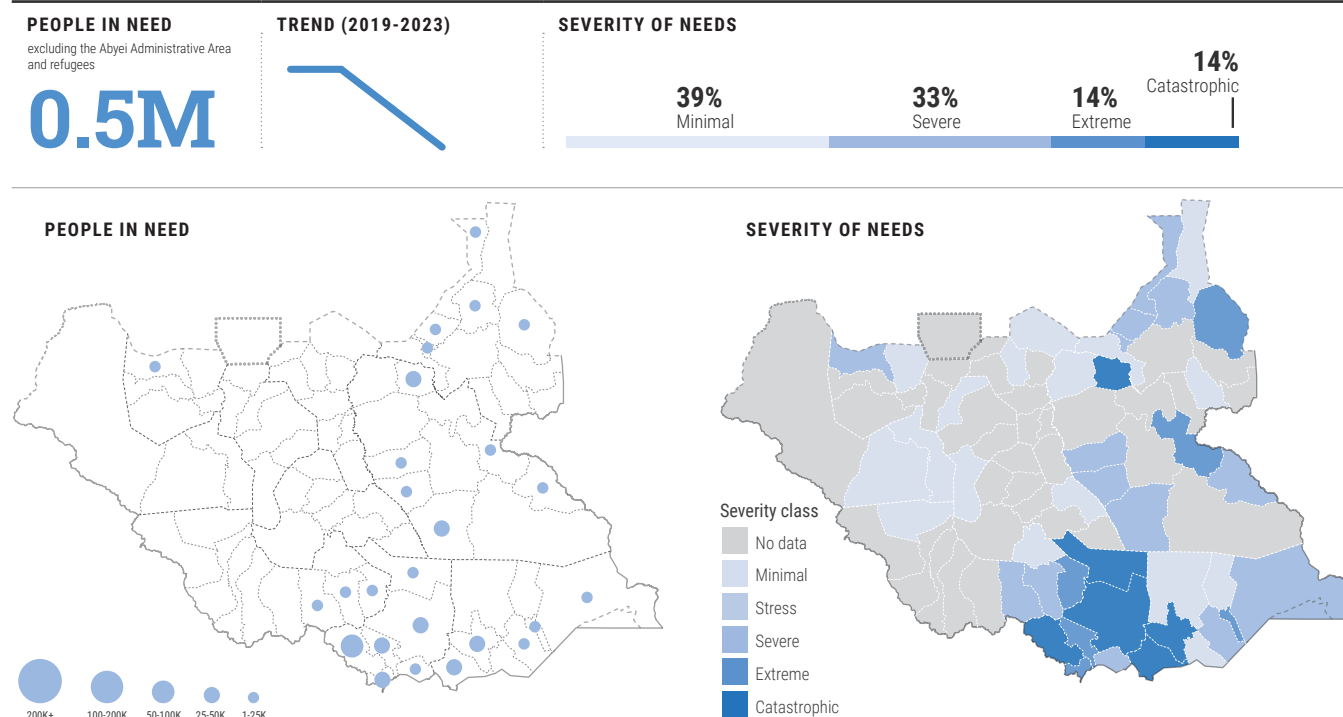 PEOPLE IN NEED
excluding the Abyei Administrative Area
and refugees
0.5M
TREND (2019-2023)
SEVERITY OF NEEDS
39%
Minimal
33%
Severe
14%
Extreme
14%
Catastrophic
PEOPLE IN NEED
200K+
100-200K
50-100K
25-50K
1-25K
SEVERITY OF NEEDS
Severity class
No data
Minimal
Stress
Severe
Extreme
Catastrophic